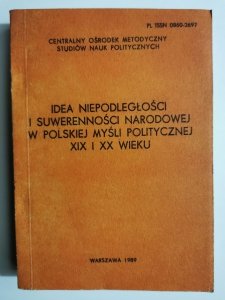 PL ISSN 0860-2697
CENTRALNY OŚRODEK METODYCZNY
STUDIÓW NAUK POLITYCZNYCH
IDEA NIEPODLEGŁOŚCI
I SUWERENNOŚCI NARODOWEJ
W POLSKIEJ MYŚLI POLITYCZNEJ
XIX I XX WIEKU
WARSZAWA 1989